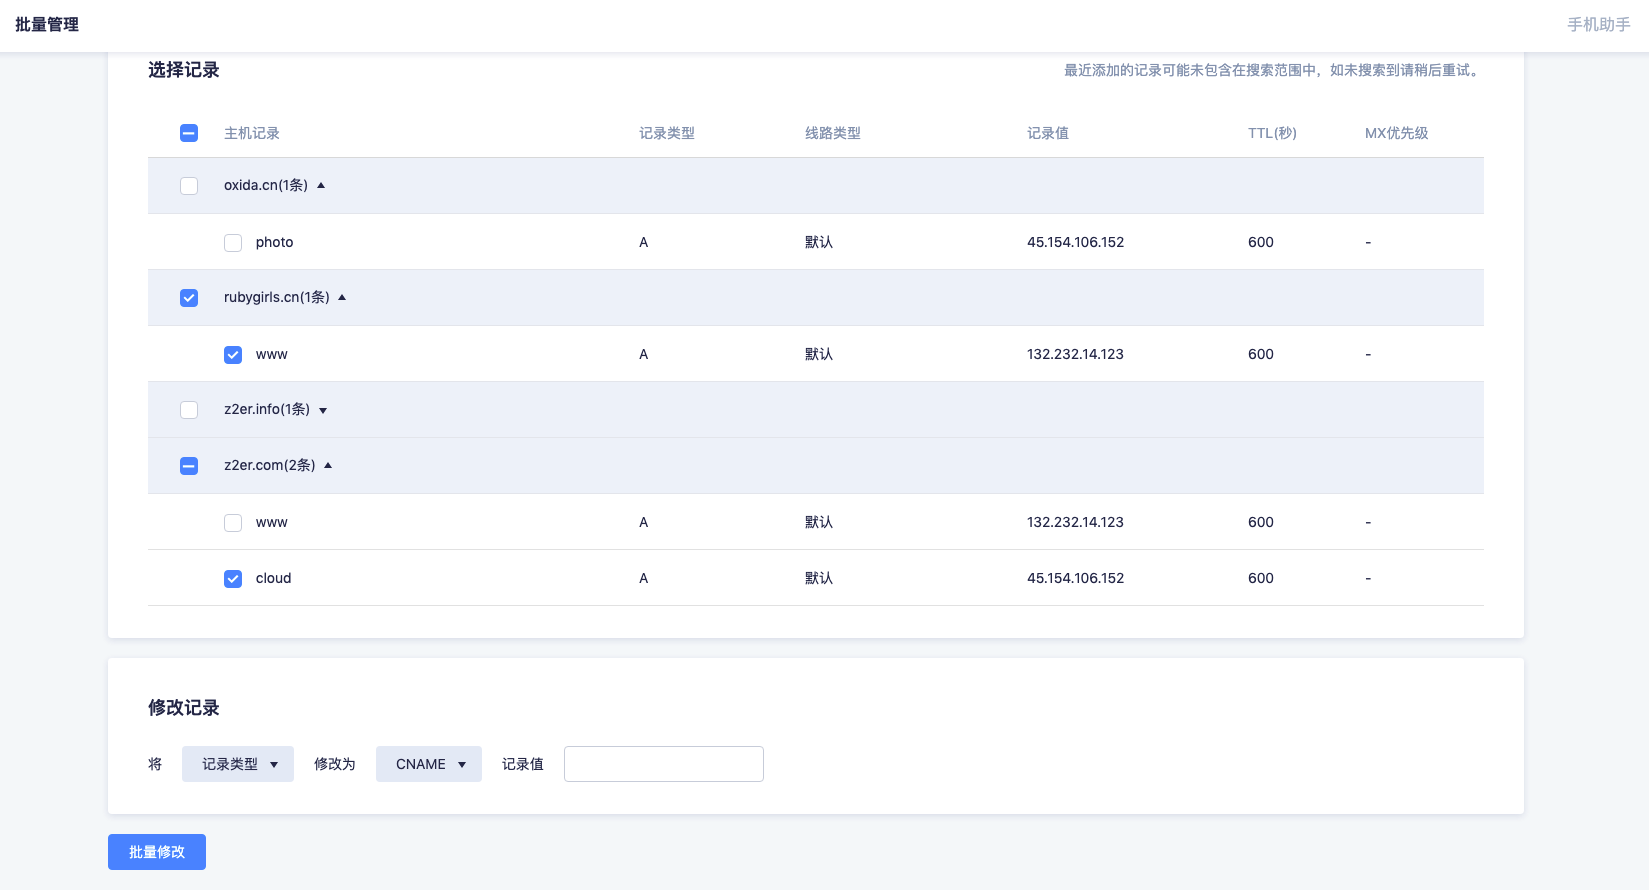 批量管理 手机助手
选择记录 最近添加的记录可能未包含在搜索范围中，如未搜索到请稍后重试。
主机记录 记录类型 线路类型 记录值 TTL(秒) MX优先级
oxida.cn(1条)
photo A 默认 45.154.106.152 600 -
rubygirls.cn(1条)
www A 默认 132.232.14.123 600 -
z2er.info(1条)
z2er.com(2条)
www A 默认 132.232.14.123 600 -
cloud A 默认 45.154.106.152 600 -
修改记录
将 记录类型 修改为 CNAME 记录值
批量修改